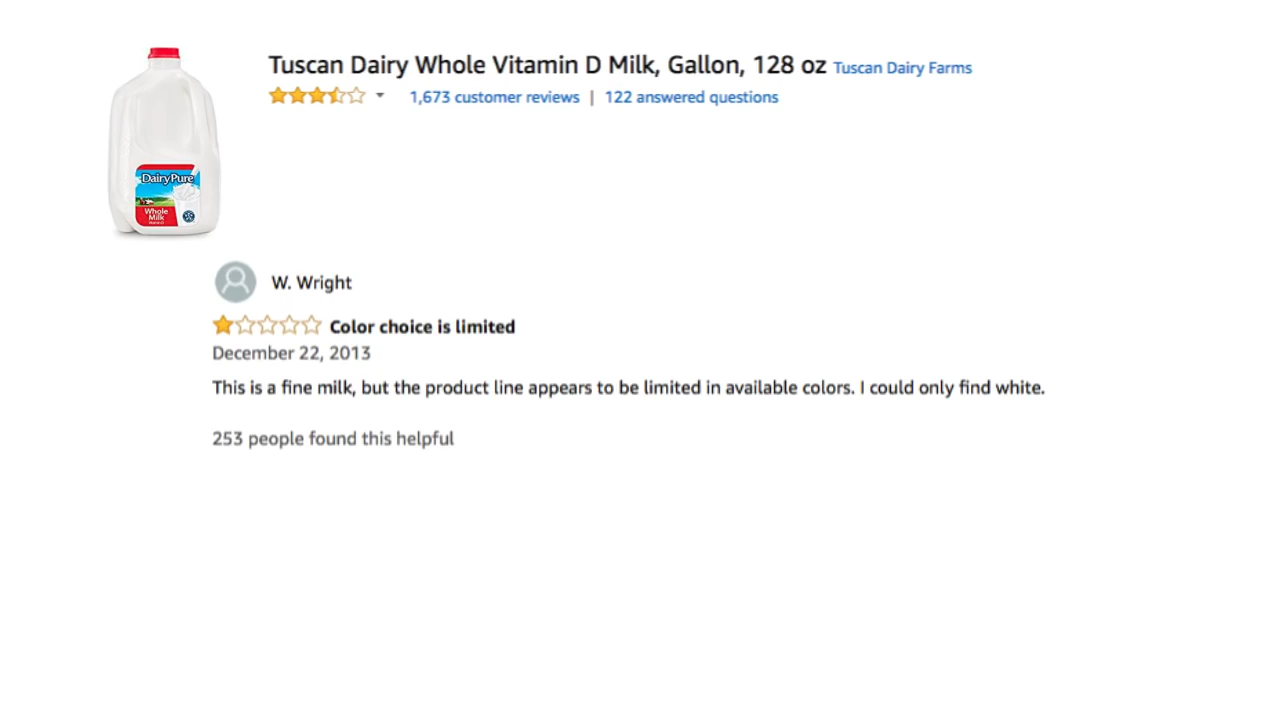 Tuscan Dairy Whole Vitamin D Milk, Gallon, 128 oz Tuscan Dairy Farms
1,673 customer reviews | 122 answered questions
DairyPure
Whole
Milk
W. Wright
Color choice is limited
December 22, 2013
This is a fine milk, but the product line appears to be limited in available colors. I could only find white.
253 people found this helpful